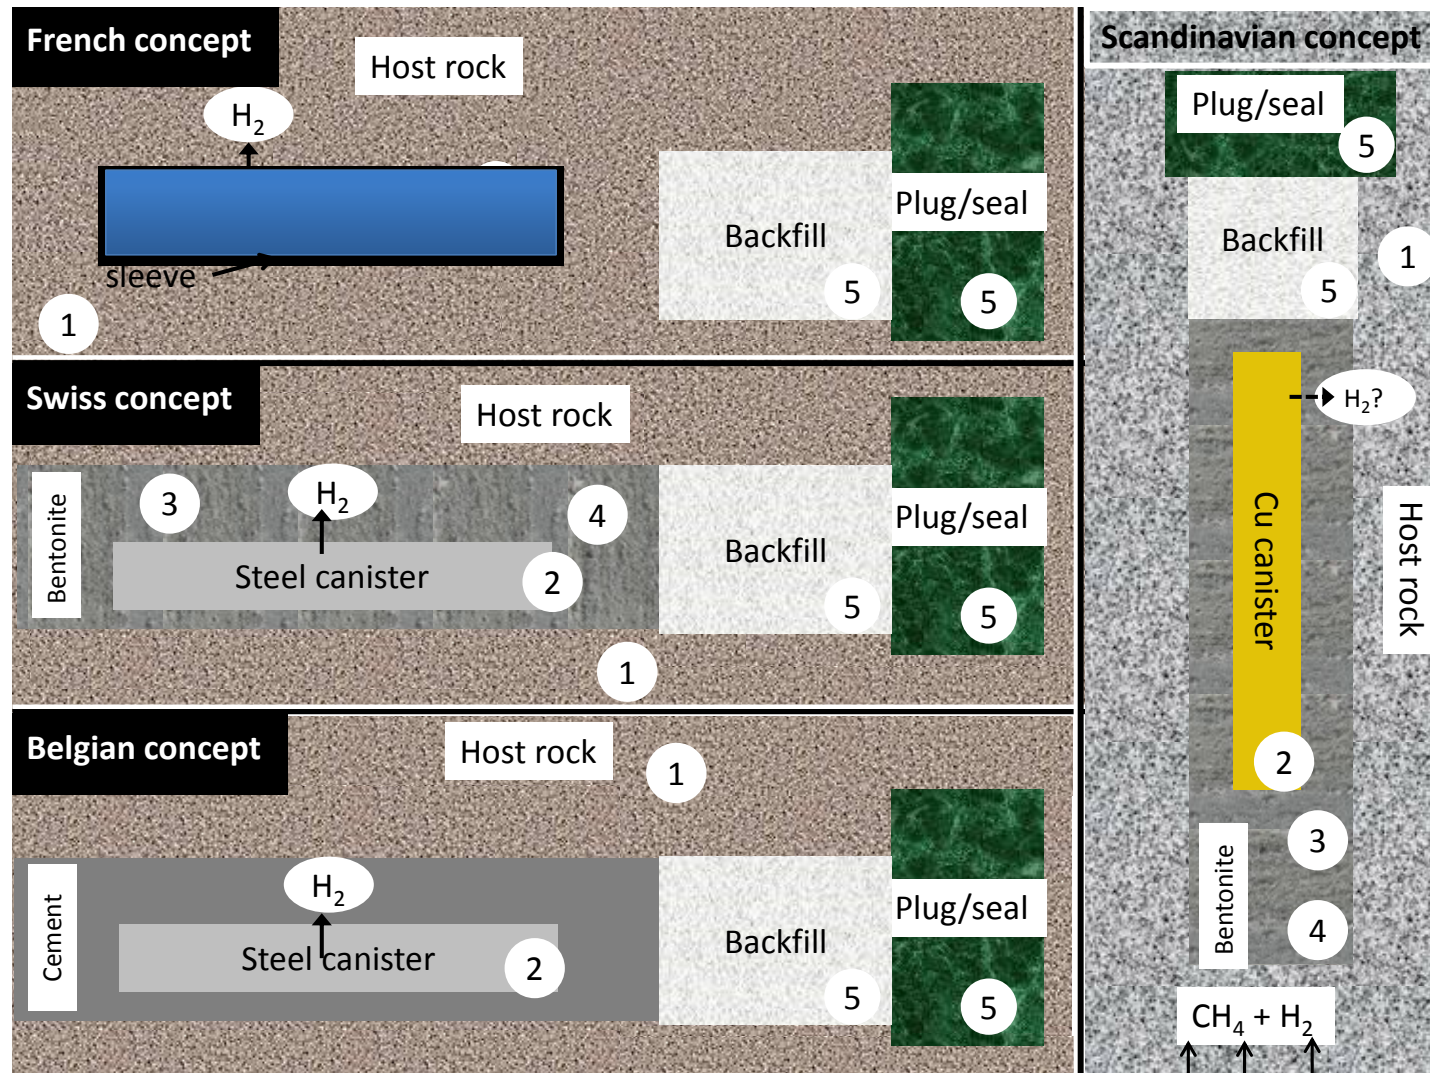 French concept
Host rock
H2
sleeve
1
Backfill
5
Plug/seal
5
Swiss concept
Host rock
Bentonite
3
H2
4
Steel canister
2
1
Backfill
5
Plug/seal
5
Belgian concept
Host rock
1
Cement
H2
Steel canister
2
Backfill
5
Plug/seal
5
Scandinavian concept
Plug/seal
5
Backfill
5
1
H2?
Cu canister
Host rock
2
3
Bentonite
4
CH4 + H2